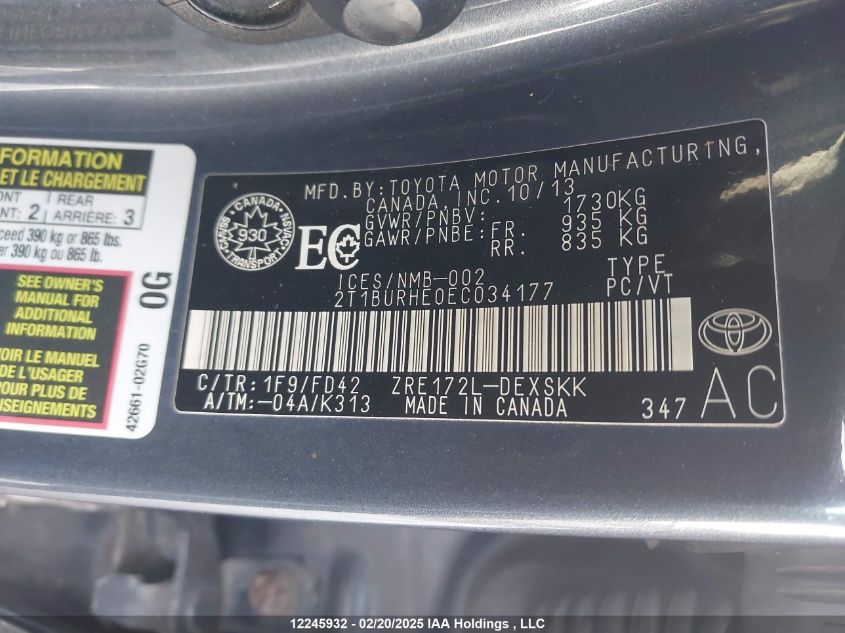 FORMATION
ET LE CHARGEMENT
ONT
NT: 2
REAR
ARRIÈRE: 3
ceed 390 kg or 865 lbs.
er 390 kg ou 865 lb.
SEE OWNER'S
MANUAL FOR
ADDITIONAL
INFORMATION
OIR LE MANUEL
E L'USAGER
POUR PLUS DE
NSEIGNEMENTS
0G
42661-02G70
MFD.BY:TOYOTA MOTOR MANUFACTURING,
CANADA,INC.10/13
GVWR/PNBV: 1730KG
GAWR/PNBE: FR. 935 KG
RR. 835 KG
CANADA
930
TRANSPORT
EC
ICES/NMB-002
TYPE
2T1BURHE0EC034177
PC/VT
C/TR: 1F9/FD42 ZRE172L-DEXSKK
A/TM:-04A/K313 MADE IN CANADA
347 AC
12245932 - 02/20/2025 IAA Holdings , LLC